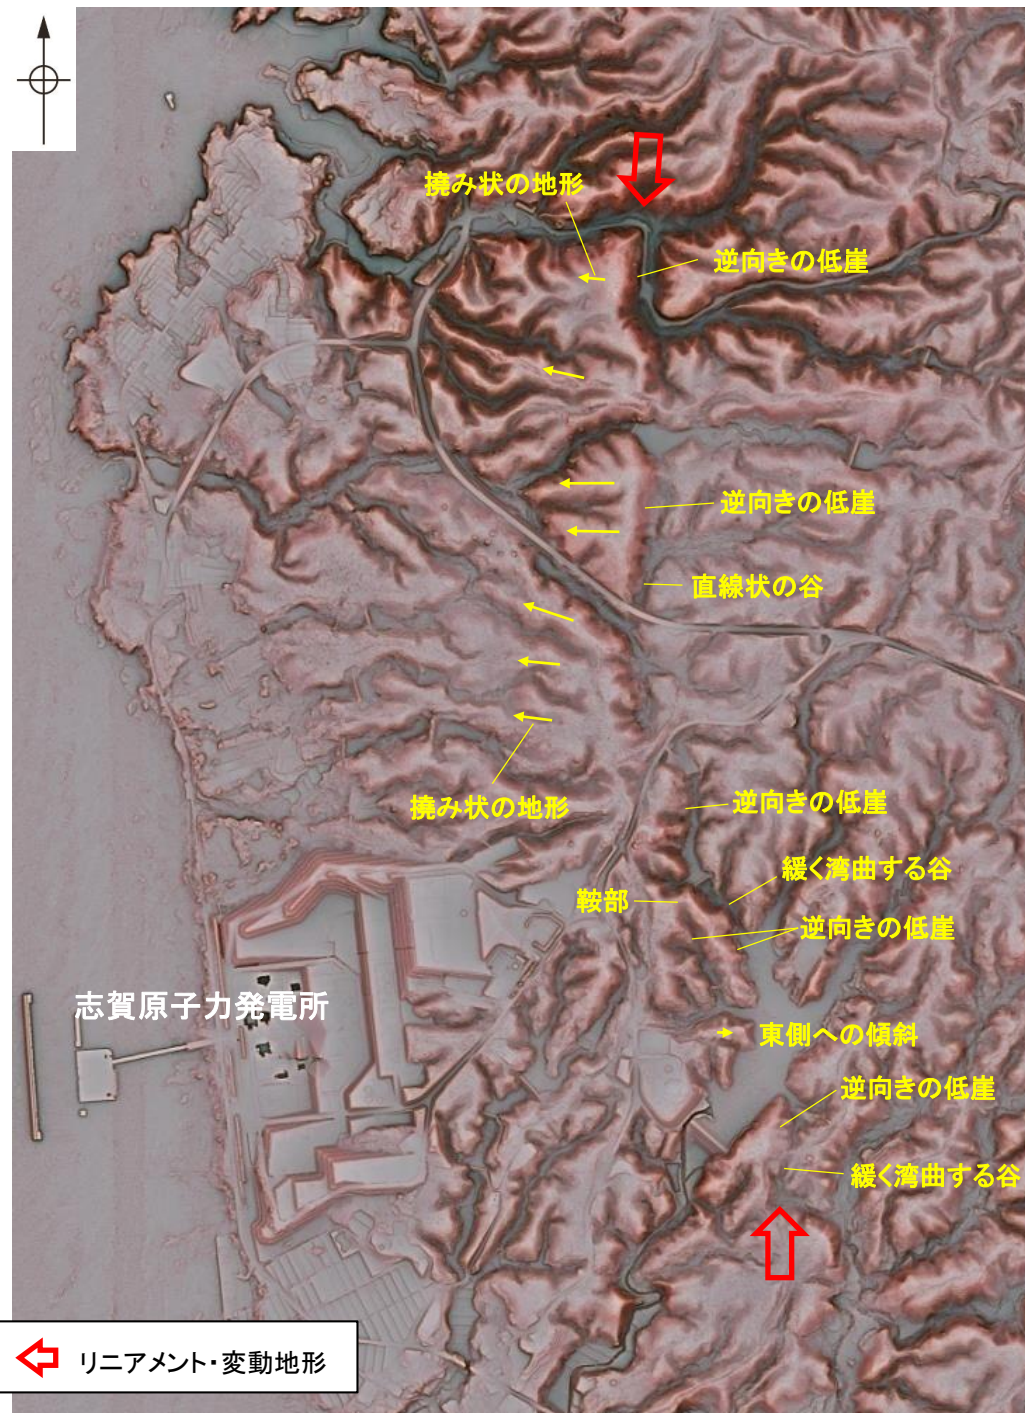 撓み状の地形
逆向きの低崖
逆向きの低崖
直線状の谷
撓み状の地形
逆向きの低崖
緩く湾曲する谷
鞍部
逆向きの低崖
志賀原子力発電所
東側への傾斜
逆向きの低崖
緩く湾曲する谷
リニアメント・変動地形